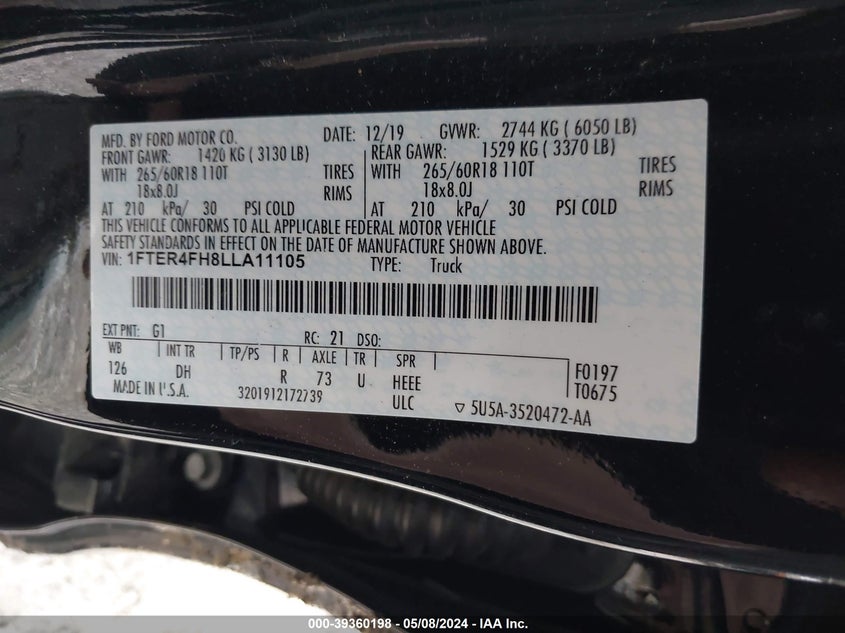 MFD. BY FORD MOTOR CO. DATE: 12/19 GVWR: 2744 KG ( 6050 LB)
FRONT GAWR: 1420 KG ( 3130 LB) REAR GAWR: 1529 KG ( 3370 LB)
WITH 265/60R18 110T TIRES WITH 265/60R18 110T TIRES
18x8.0J RIMS 18x8.0J RIMS
AT 210 kPa/ 30 PSI COLD AT 210 kPa/ 30 PSI COLD
THIS VEHICLE CONFORMS TO ALL APPLICABLE FEDERAL MOTOR VEHICLE
SAFETY STANDARDS IN EFFECT ON THE DATE OF MANUFACTURE SHOWN ABOVE.
VIN: 1FTER4FH8LLA11105 TYPE: Truck
EXT PNT: G1 RC: 21 DSO:
WB INT TR TP/PS R AXLE TR SPR F0197
126 DH R 73 U HEEE T0675
MADE IN U.S.A. 3201912172739 ULC ▽ 5U5A-3520472-AA
000-39360198 - 05/08/2024 - COPYRIGHT © IAA, LLC